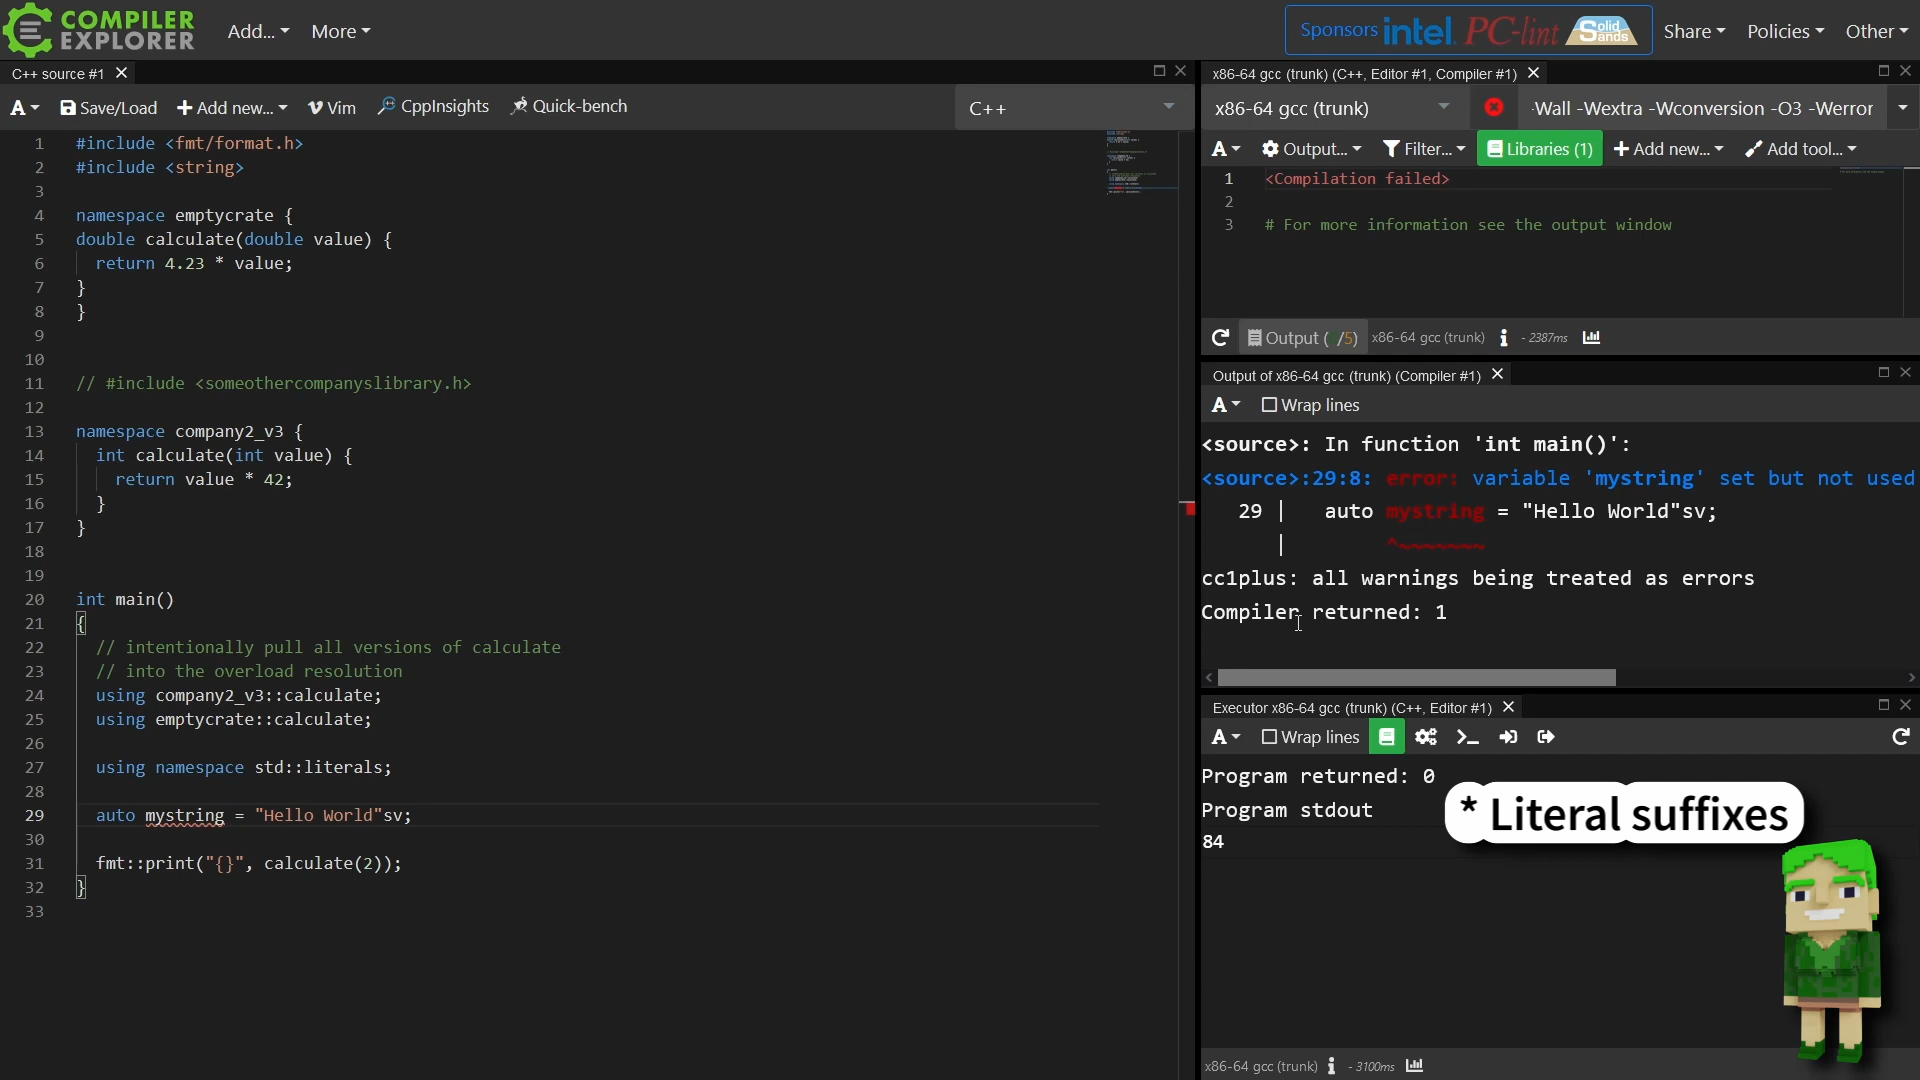 COMPILER
EXPLORER
Add...
More
Sponsors intel. PC-lint Solid Sands
Share
Policies
Other
C++ source #1
A
Save/Load
Add new...
Vim
CppInsights
Quick-bench
C++
1 #include <fmt/format.h>
2 #include <string>
3
4 namespace emptycrate {
5 double calculate(double value) {
6 return 4.23 * value;
7 }
8 }
9
10
11 // #include <someothercompanyslibrary.h>
12
13 namespace company2_v3 {
14 int calculate(int value) {
15 return value * 42;
16 }
17 }
18
19
20 int main()
21 {
22 // intentionally pull all versions of calculate
23 // into the overload resolution
24 using company2_v3::calculate;
25 using emptycrate::calculate;
26
27 using namespace std::literals;
28
29 auto mystring = "Hello World"sv;
30
31 fmt::print("{}", calculate(2));
32 }
33
x86-64 gcc (trunk) (C++, Editor #1, Compiler #1)
x86-64 gcc (trunk)
-Wall -Wextra -Wconversion -O3 -Werror
A
Output...
Filter...
Libraries (1)
Add new...
Add tool...
1 <Compilation failed>
2
3 # For more information see the output window
Output ( /5)
x86-64 gcc (trunk)
- 2387ms
Output of x86-64 gcc (trunk) (Compiler #1)
A
Wrap lines
<source>: In function 'int main()':
<source>:29:8: error: variable 'mystring' set but not used
29 | auto mystring = "Hello World"sv;
| ^~~~~~~~
cc1plus: all warnings being treated as errors
Compiler returned: 1
Executor x86-64 gcc (trunk) (C++, Editor #1)
A
Wrap lines
Program returned: 0
Program stdout
84
* Literal suffixes
x86-64 gcc (trunk)
- 3100ms